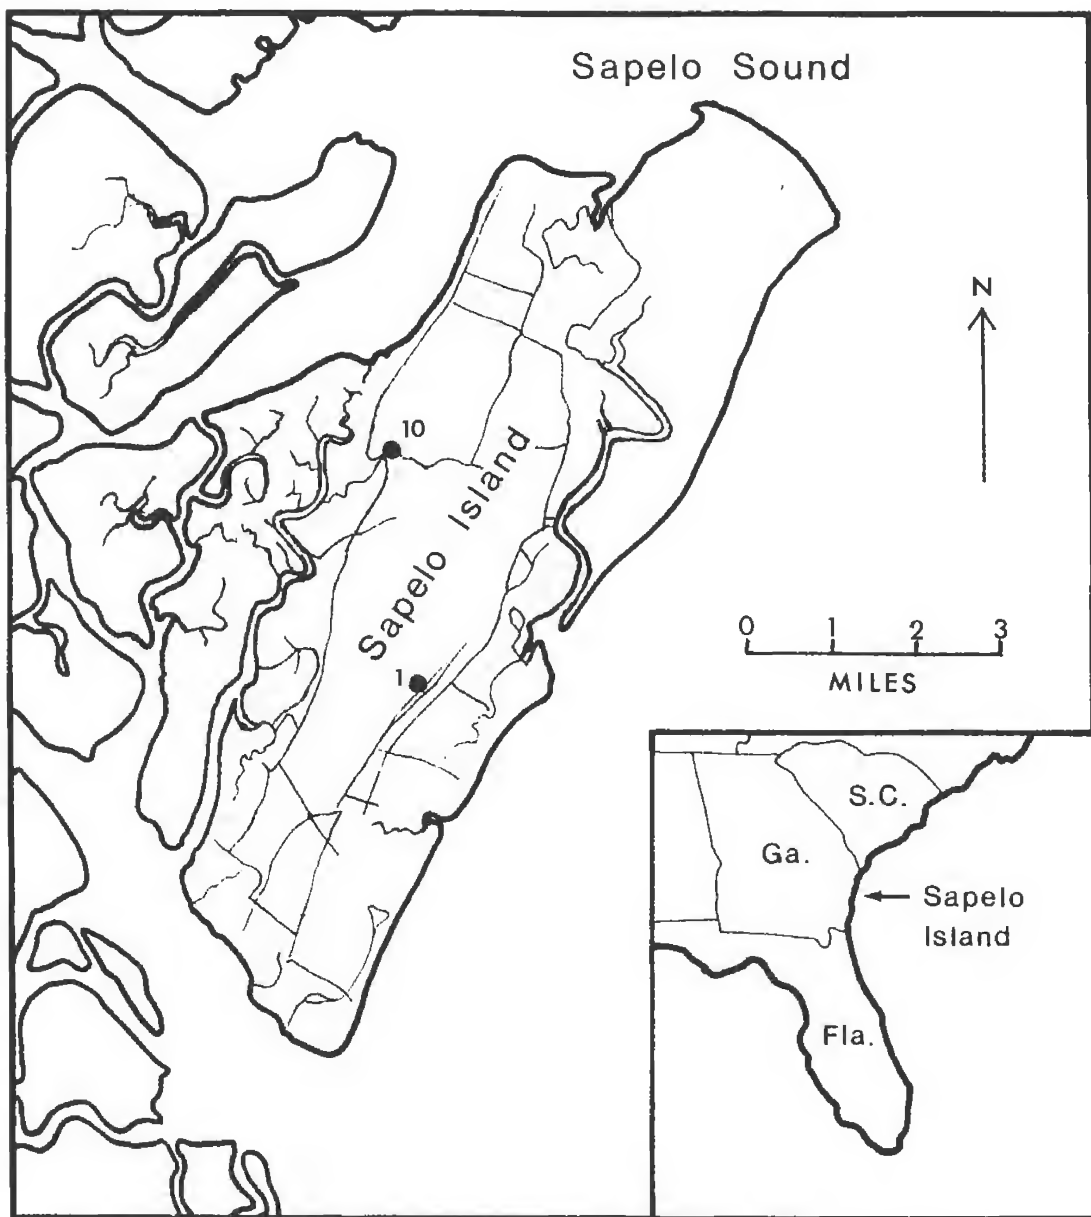 Sapelo Sound
N
10
Sapelo Island
0 1 2 3
MILES
1
S.C.
Ga.
Sapelo
Island
Fla.